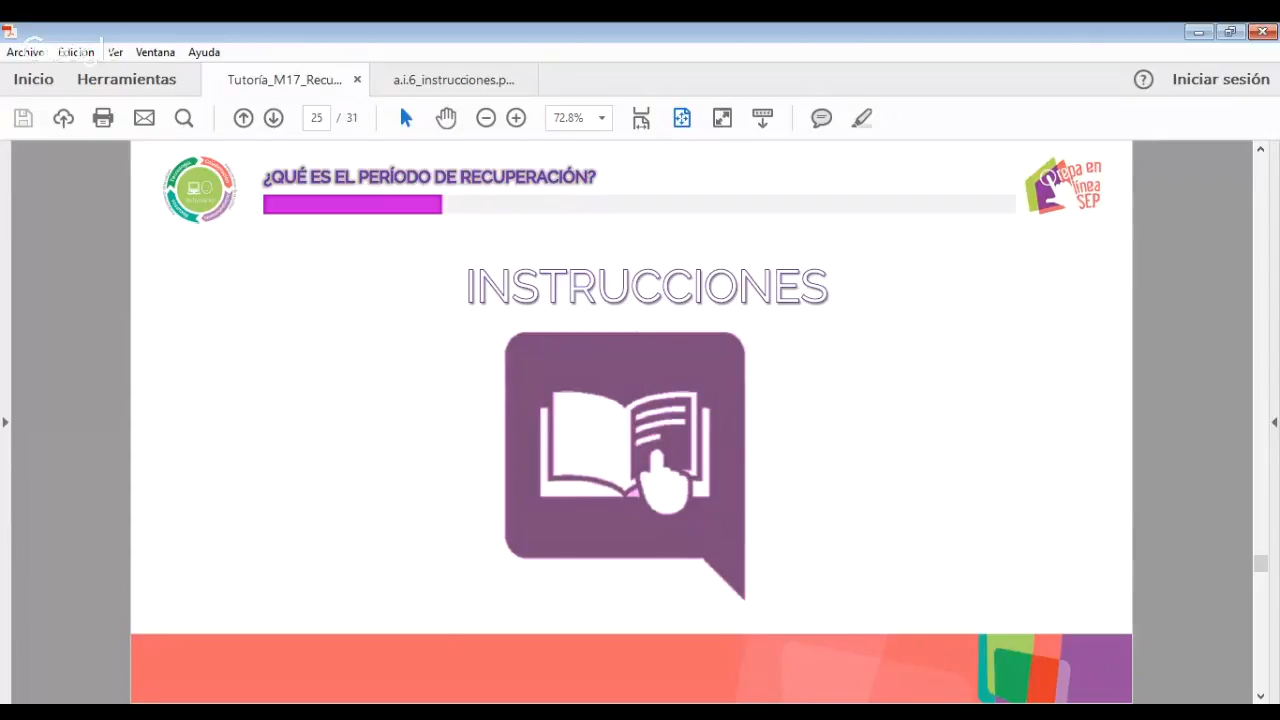 Archivo Edición Ver Ventana Ayuda
Inicio Herramientas Tutoría_M17_Recu... × a.i.6_instrucciones.p... ? Iniciar sesión
25 / 31 72.8%
¿QUÉ ES EL PERÍODO DE RECUPERACIÓN?
Prepa en
línea
SEP
INSTRUCCIONES